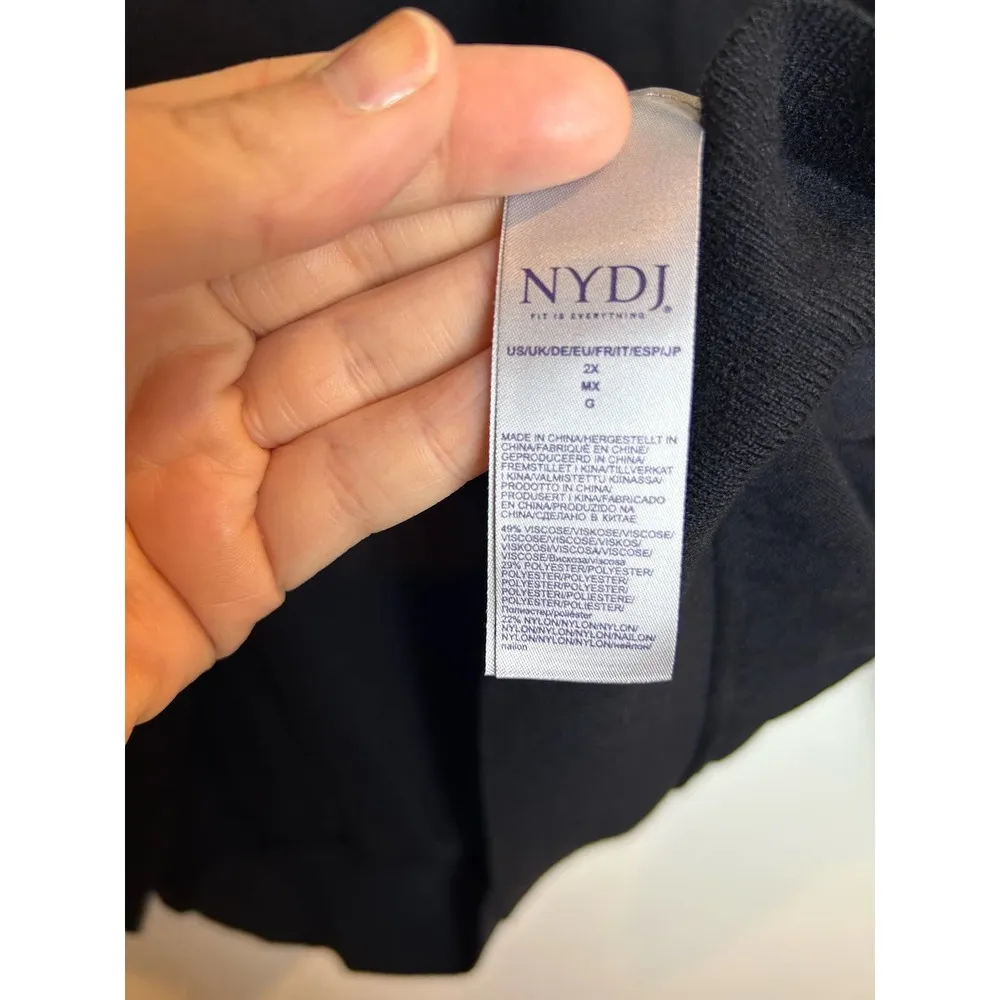 NYDJ®
FIT IS EVERYTHING
US/UK/DE/EU/FR/IT/ESP/JP
2X
MX
G
MADE IN CHINA/HERGESTELLT IN
CHINA/FABRIQUÉ EN CHINE/
GEPRODUCEERD IN CHINA/
FREMSTILLET I KINA/TILLVERKAT
I KINA/VALMISTETTU KIINASSA/
PRODOTTO IN CHINA/
PRODUSERT I KINA/FABRICADO
EN CHINA/PRODUZIDO NA
CHINA/СДЕЛАНО В КИТАЕ
49% VISCOSE/VISKOSE/VISCOSE/
VISCOSE/VISCOSE/VISKOS/
VISKOOSI/VISCOSA/VISCOSE/
VISCOSE/Вискоза/viscosa
29% POLYESTER/POLYESTER/
POLYESTER/POLYESTER/
POLYESTER/POLYESTER/
POLYESTERI/POLIESTERE/
POLYESTER/POLIÉSTER/
Полиэстер/poliéster
22% NYLON/NYLON/NYLON/
NYLON/NYLON/NYLON/NAILON/
NYLON/NYLON/NYLON/нейлон/
nailon